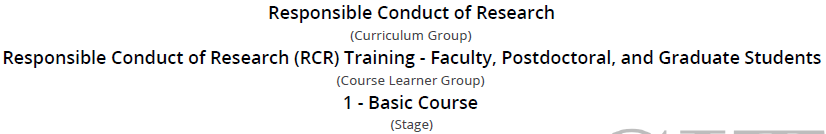 Responsible Conduct of Research
(Curriculum Group)
Responsible Conduct of Research (RCR) Training - Faculty, Postdoctoral, and Graduate Students
(Course Learner Group)
1 - Basic Course
(Stage)